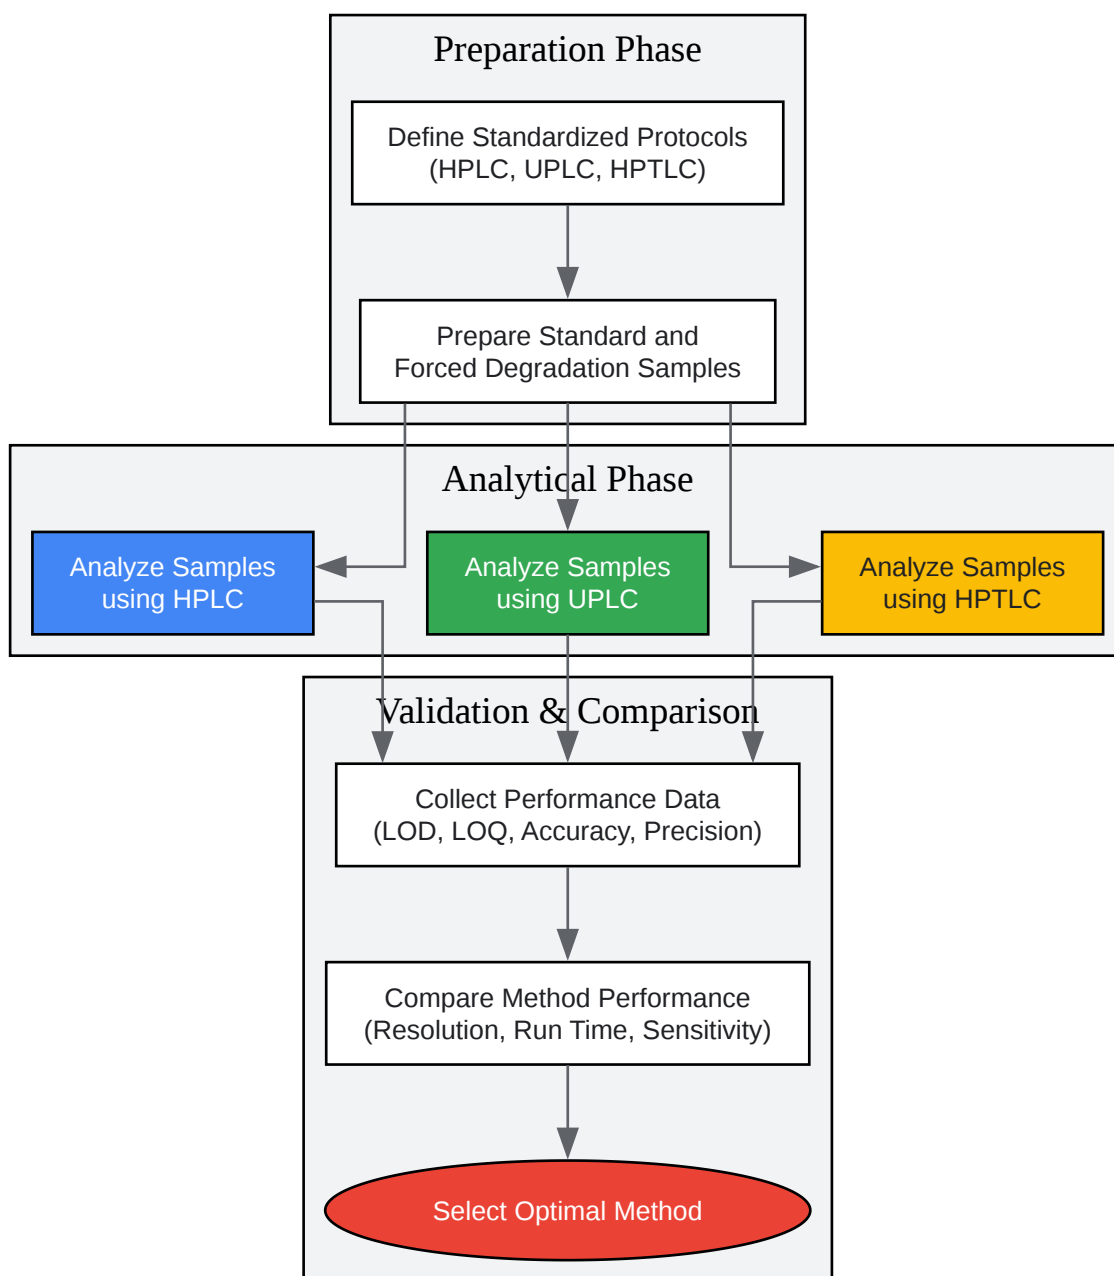 Preparation Phase
Define Standardized Protocols
(HPLC, UPLC, HPTLC)
Prepare Standard and
Forced Degradation Samples
Analytical Phase
Analyze Samples
using HPLC
Analyze Samples
using UPLC
Analyze Samples
using HPTLC
Validation & Comparison
Collect Performance Data
(LOD, LOQ, Accuracy, Precision)
Compare Method Performance
(Resolution, Run Time, Sensitivity)
Select Optimal Method